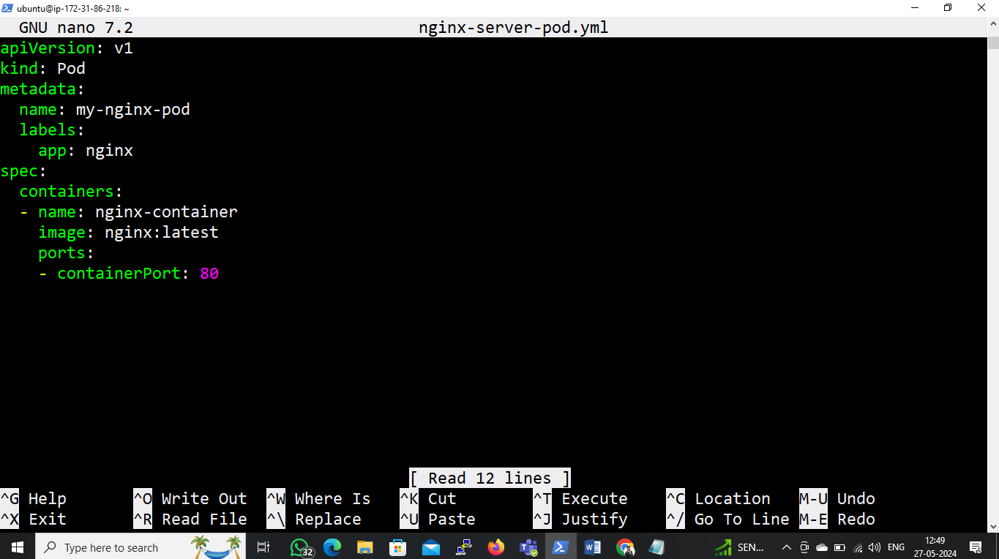 ubuntu@ip-172-31-86-218: ~
GNU nano 7.2 nginx-server-pod.yml
apiVersion: v1
kind: Pod
metadata:
  name: my-nginx-pod
  labels:
    app: nginx
spec:
  containers:
  - name: nginx-container
    image: nginx:latest
    ports:
    - containerPort: 80
[ Read 12 lines ]
^G Help ^O Write Out ^W Where Is ^K Cut ^T Execute ^C Location M-U Undo
^X Exit ^R Read File ^\ Replace ^U Paste ^J Justify ^/ Go To Line M-E Redo
Type here to search 32 SEN... ENG 12:49
27-05-2024